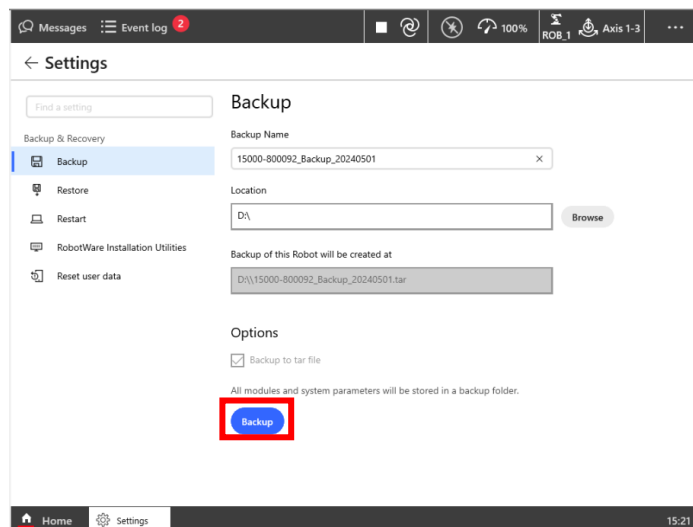 Messages Event log 2 100% ROB_1 Axis 1-3 ...
← Settings
Find a setting
Backup & Recovery
Backup
Restore
Restart
RobotWare Installation Utilities
Reset user data
Backup
Backup Name
15000-800092_Backup_20240501 ×
Location
D:\ Browse
Backup of this Robot will be created at
D:\\15000-800092_Backup_20240501.tar
Options
Backup to tar file
All modules and system parameters will be stored in a backup folder.
Backup
Home Settings 15:21